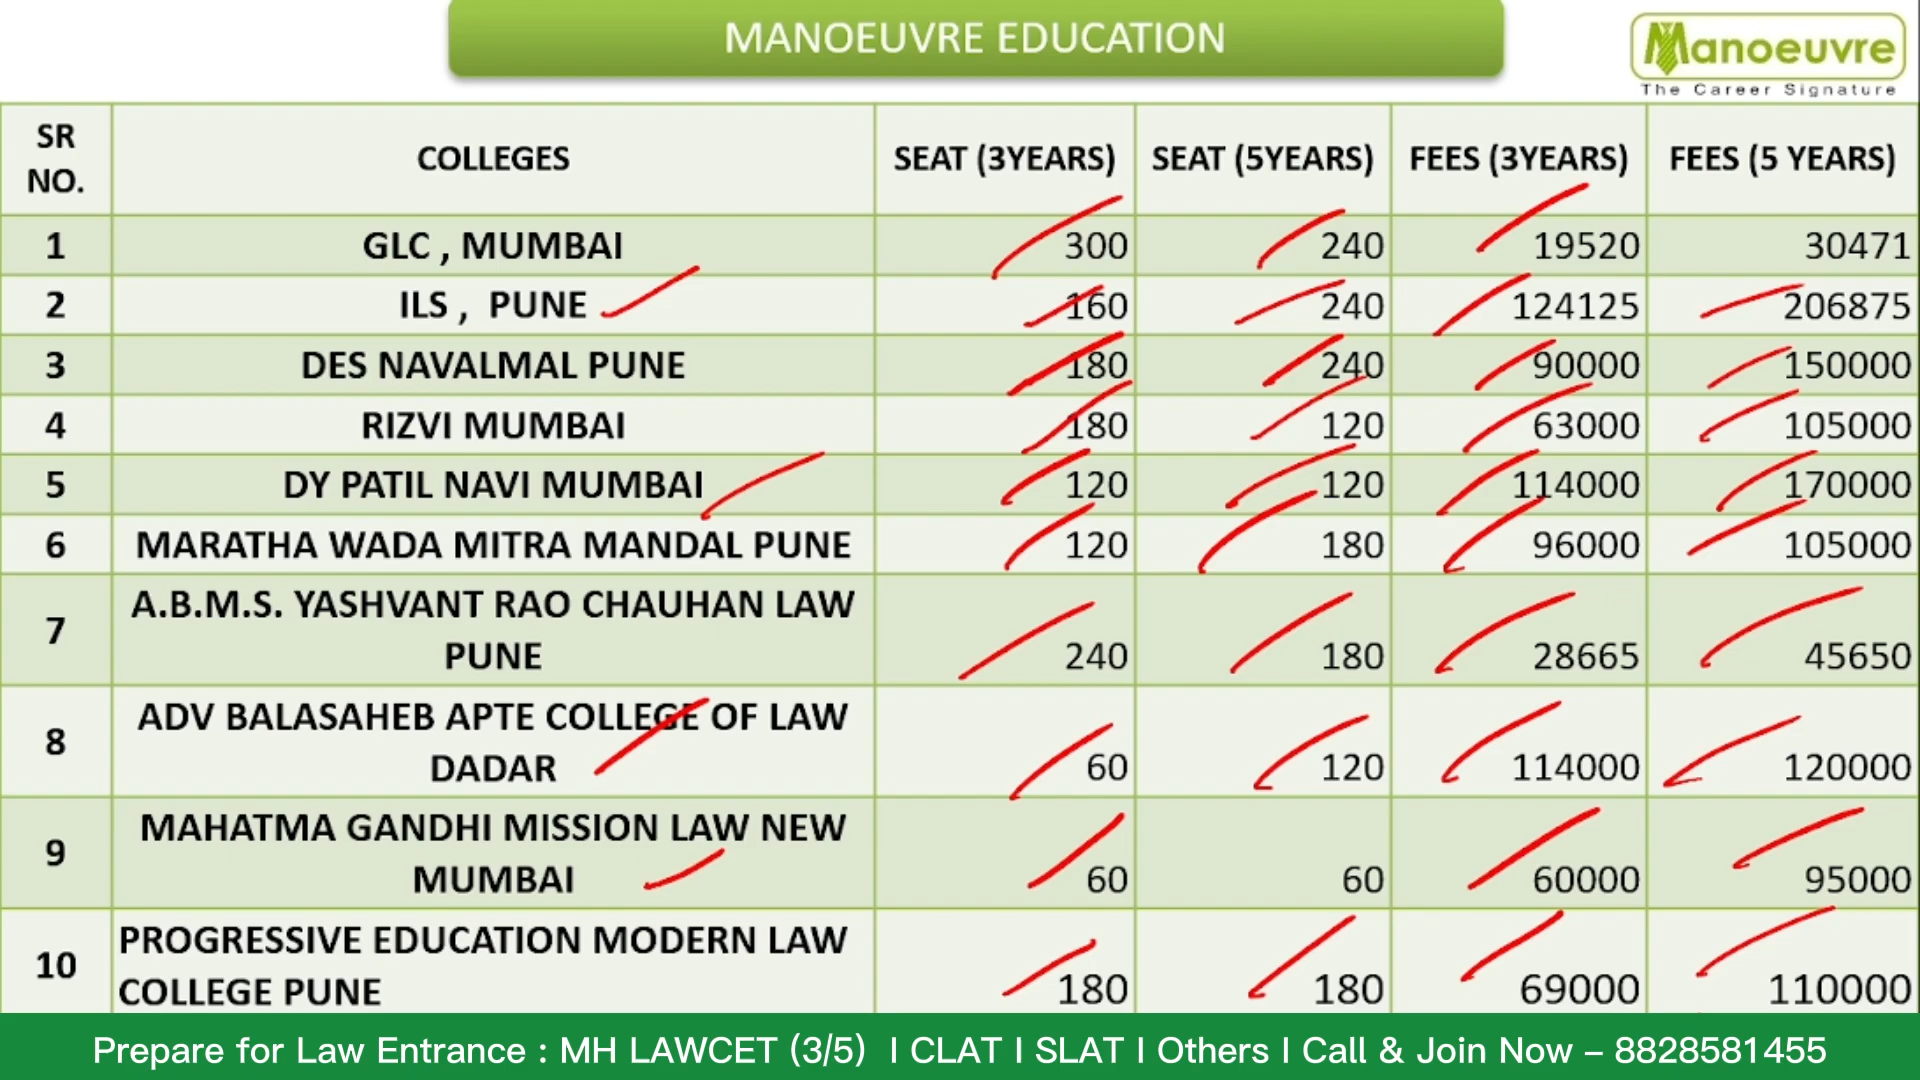 MANOEUVRE EDUCATION
Manoeuvre
The Career Signature
SR NO. COLLEGES SEAT (3YEARS) SEAT (5YEARS) FEES (3YEARS) FEES (5 YEARS)
1 GLC , MUMBAI 300 240 19520 30471
2 ILS , PUNE 160 240 124125 206875
3 DES NAVALMAL PUNE 180 240 90000 150000
4 RIZVI MUMBAI 180 120 63000 105000
5 DY PATIL NAVI MUMBAI 120 120 114000 170000
6 MARATHA WADA MITRA MANDAL PUNE 120 180 96000 105000
7 A.B.M.S. YASHVANT RAO CHAUHAN LAW
PUNE 240 180 28665 45650
8 ADV BALASAHEB APTE COLLEGE OF LAW
DADAR 60 120 114000 120000
9 MAHATMA GANDHI MISSION LAW NEW
MUMBAI 60 60 60000 95000
10 PROGRESSIVE EDUCATION MODERN LAW
COLLEGE PUNE 180 180 69000 110000
Prepare for Law Entrance : MH LAWCET (3/5) I CLAT I SLAT I Others I Call & Join Now – 8828581455